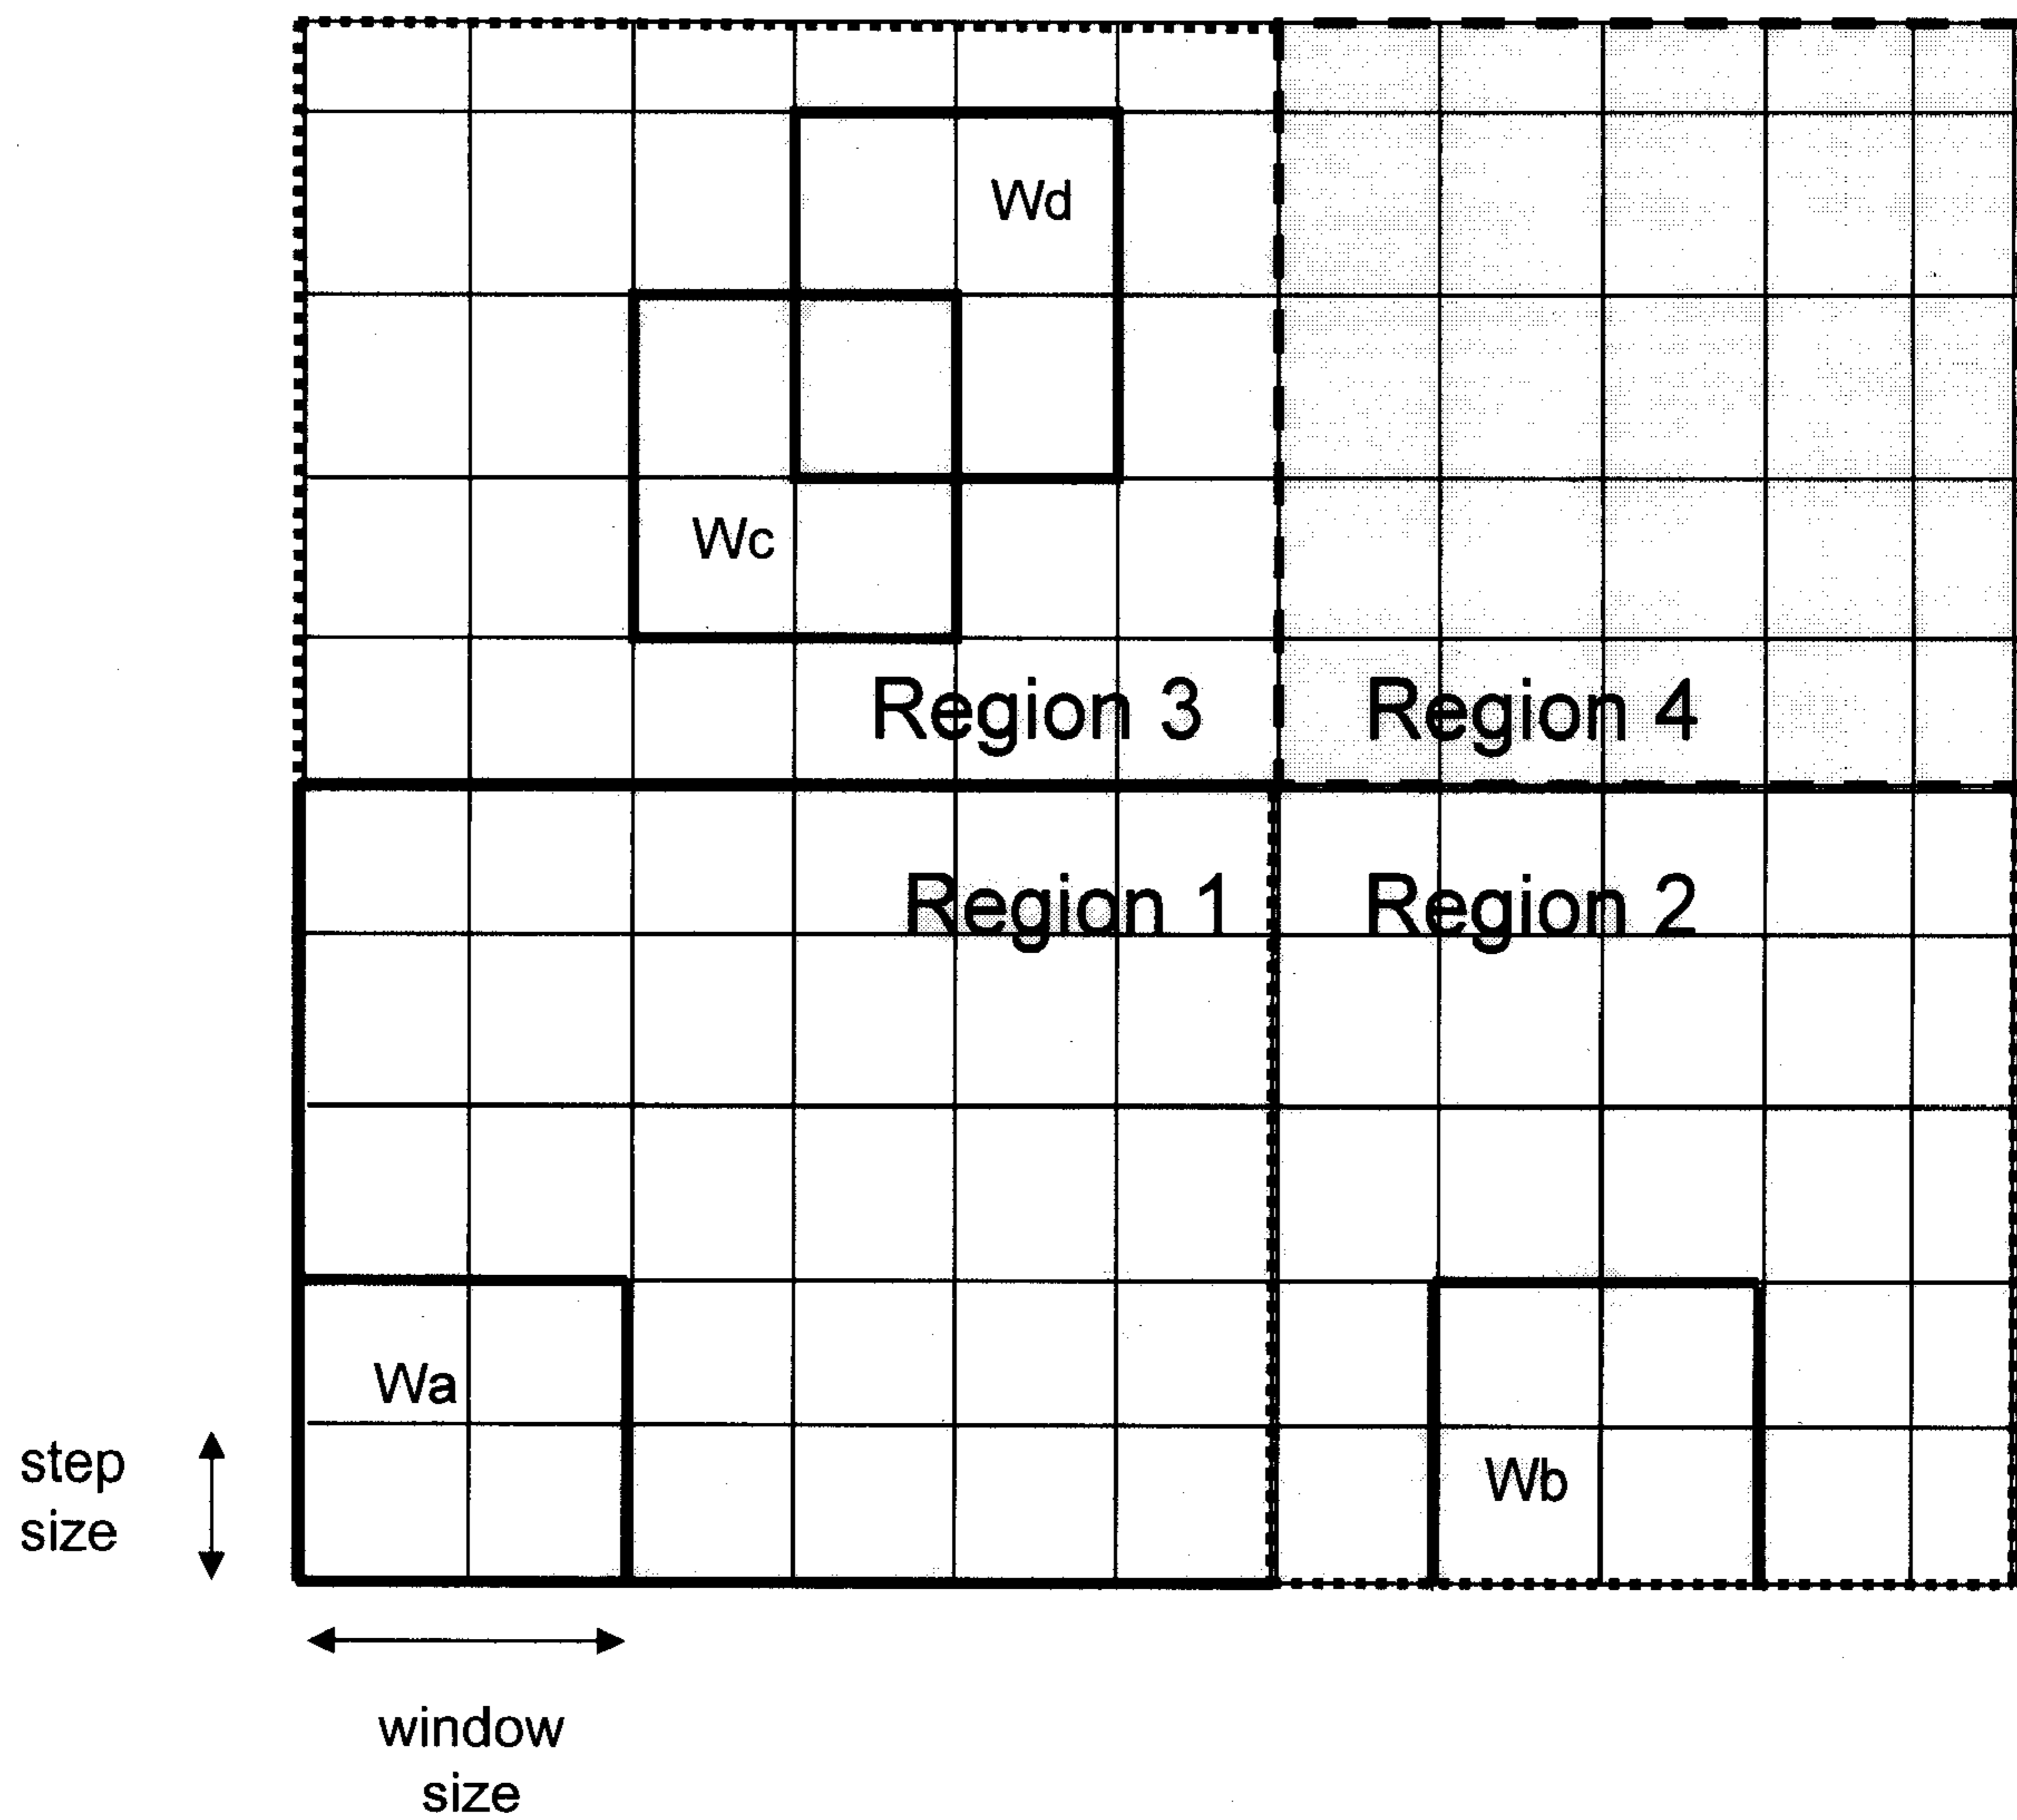 Wd
Wc
Region 3
Region 4
Region 1
Region 2
Wa
step
size
Wb
window
size